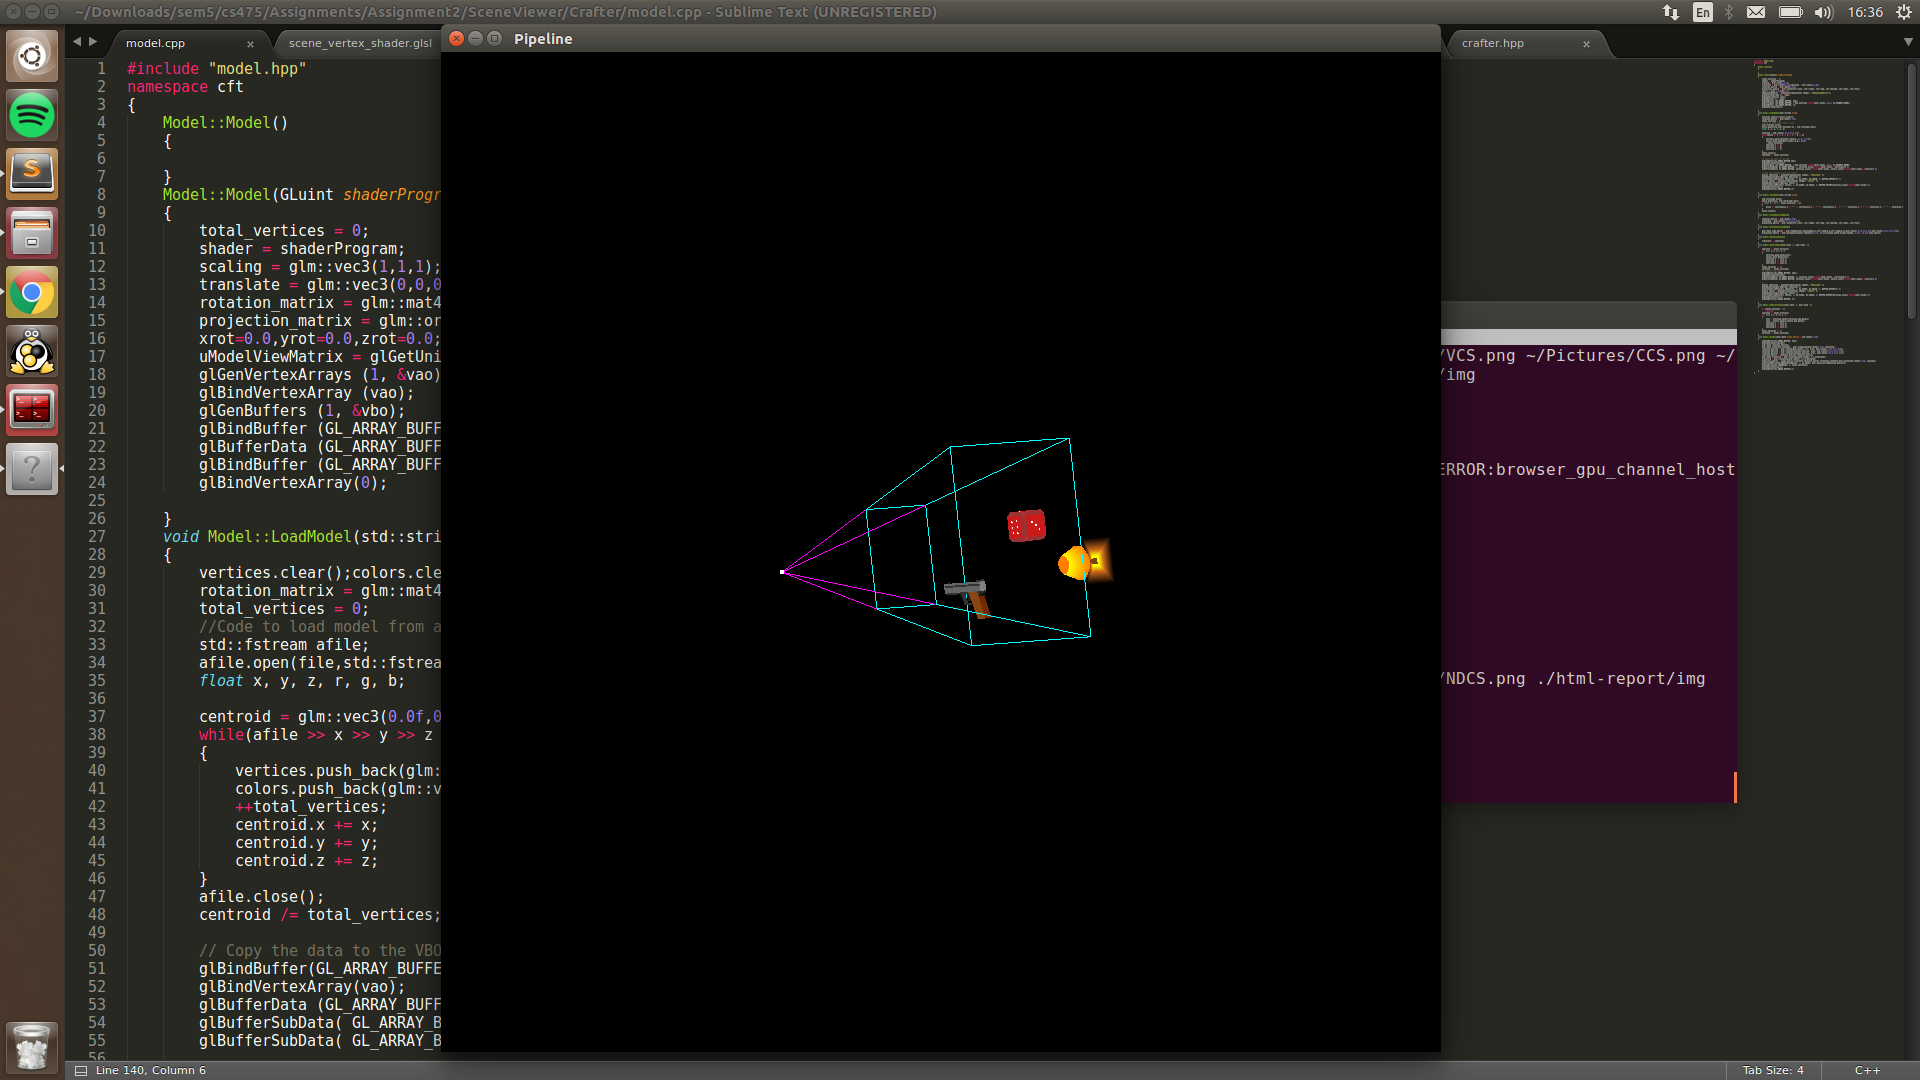 ~/Downloads/sem5/cs475/Assignments/Assignment2/SceneViewer/Crafter/model.cpp - Sublime Text (UNREGISTERED)
En
16:36
model.cpp
scene_vertex_shader.glsl
Pipeline
crafter.hpp
1 #include "model.hpp"
2 namespace cft
3 {
4 Model::Model()
5 {
6
7 }
8 Model::Model(GLuint shaderProgr
9 {
10 total_vertices = 0;
11 shader = shaderProgram;
12 scaling = glm::vec3(1,1,1);
13 translate = glm::vec3(0,0,0
14 rotation_matrix = glm::mat4
15 projection_matrix = glm::or
16 xrot=0.0,yrot=0.0,zrot=0.0;
17 uModelViewMatrix = glGetUni
18 glGenVertexArrays (1, &vao)
19 glBindVertexArray (vao);
20 glGenBuffers (1, &vbo);
21 glBindBuffer (GL_ARRAY_BUFF
22 glBufferData (GL_ARRAY_BUFF
23 glBindBuffer (GL_ARRAY_BUFF
24 glBindVertexArray(0);
25
26 }
27 void Model::LoadModel(std::stri
28 {
29 vertices.clear();colors.cle
30 rotation_matrix = glm::mat4
31 total_vertices = 0;
32 //Code to load model from a
33 std::fstream afile;
34 afile.open(file,std::fstrea
35 float x, y, z, r, g, b;
36
37 centroid = glm::vec3(0.0f,0
38 while(afile >> x >> y >> z
39 {
40 vertices.push_back(glm:
41 colors.push_back(glm::v
42 ++total_vertices;
43 centroid.x += x;
44 centroid.y += y;
45 centroid.z += z;
46 }
47 afile.close();
48 centroid /= total_vertices;
49
50 // Copy the data to the VBO
51 glBindBuffer(GL_ARRAY_BUFFE
52 glBindVertexArray(vao);
53 glBufferData (GL_ARRAY_BUFF
54 glBufferSubData( GL_ARRAY_B
55 glBufferSubData( GL_ARRAY_B
56
/VCS.png ~/Pictures/CCS.png ~/
/img
ERROR:browser_gpu_channel_host
/NDCS.png ./html-report/img
Line 140, Column 6
Tab Size: 4
C++